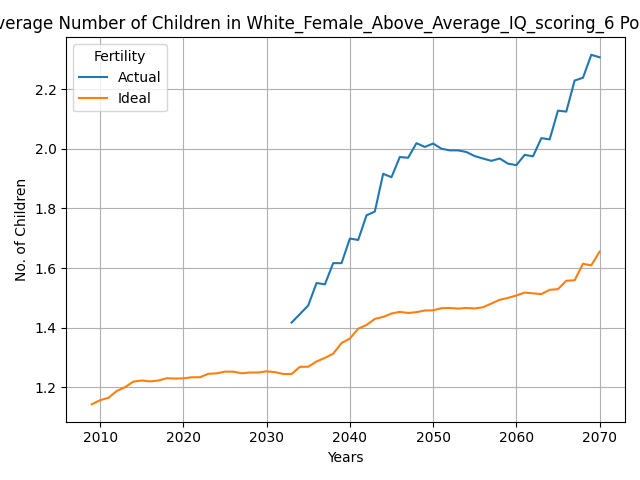 verage Number of Children in White_Female_Above_Average_IQ_scoring_6 Po
Fertility
Actual
Ideal
No. of Children
2.2
2.0
1.8
1.6
1.4
1.2
2010 2020 2030 2040 2050 2060 2070
Years